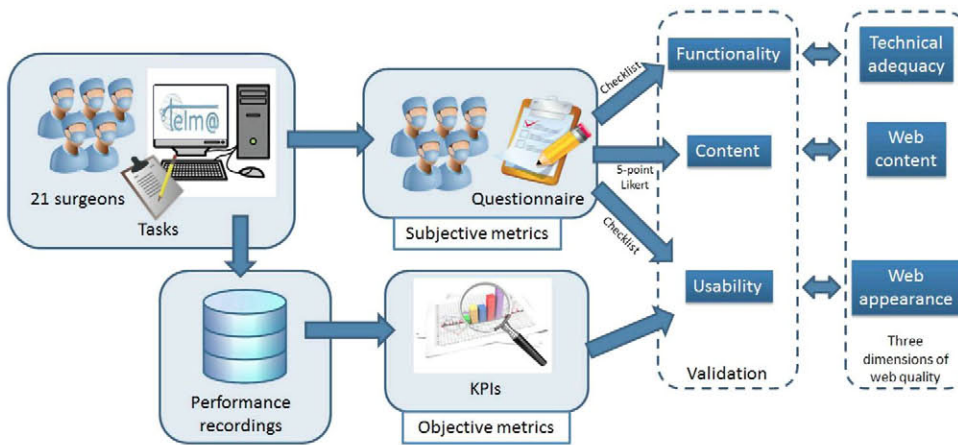 telm@
21 surgeons
Tasks
Questionnaire
Subjective metrics
Performance
recordings
KPIs
Objective metrics
Checklist
5-point
Likert
Checklist
Functionality
Content
Usability
Validation
Technical
adequacy
Web
content
Web
appearance
Three
dimensions of
web quality